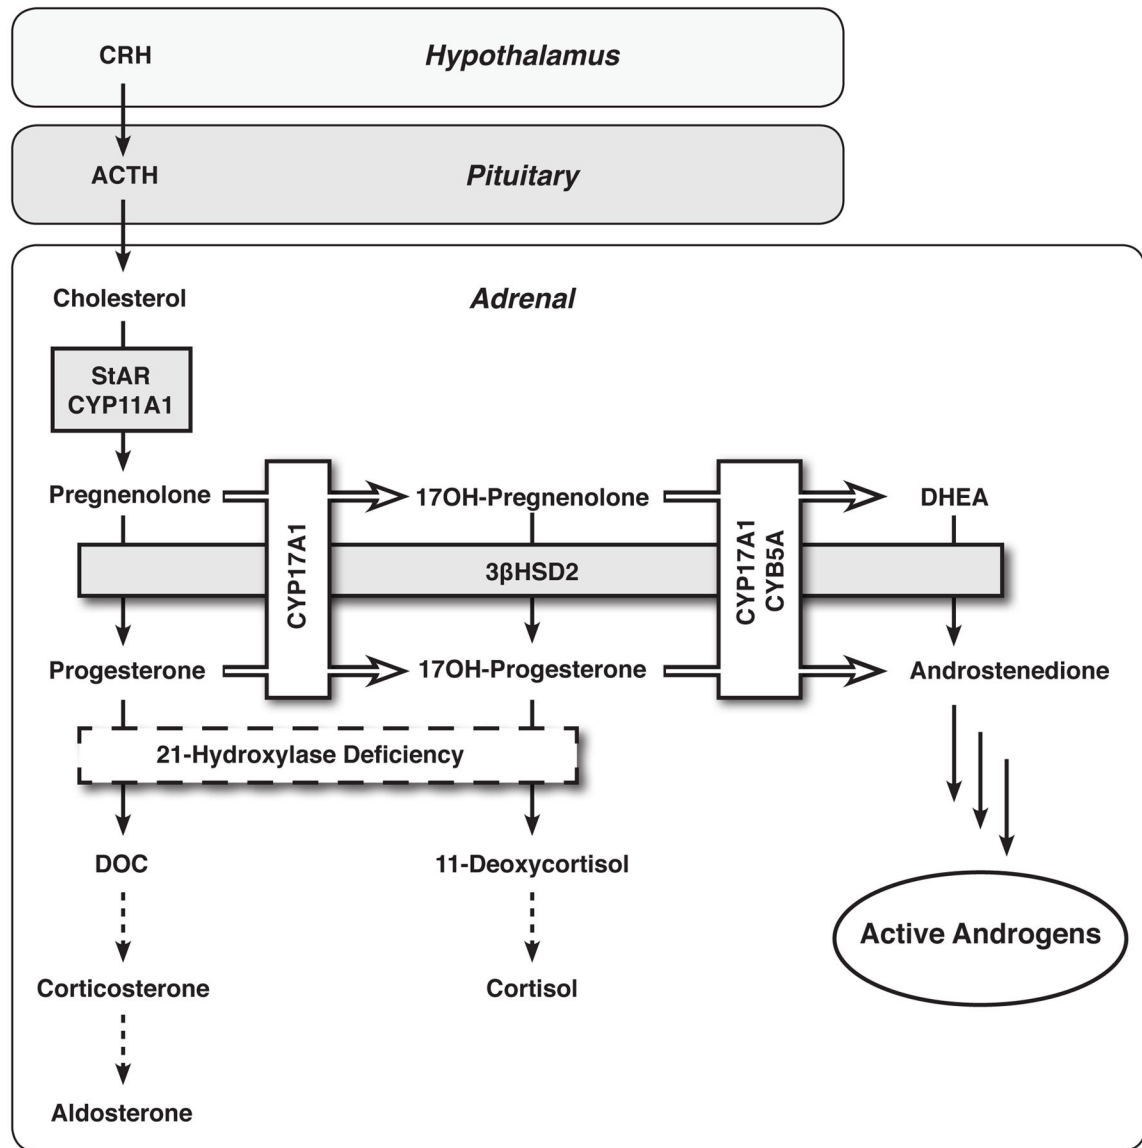 CRH
Hypothalamus
ACTH
Pituitary
Cholesterol
Adrenal
StAR
CYP11A1
Pregnenolone
17OH-Pregnenolone
DHEA
CYP17A1
CYP17A1
CYB5A
3βHSD2
Progesterone
17OH-Progesterone
Androstenedione
21-Hydroxylase Deficiency
DOC
11-Deoxycortisol
Active Androgens
Corticosterone
Cortisol
Aldosterone